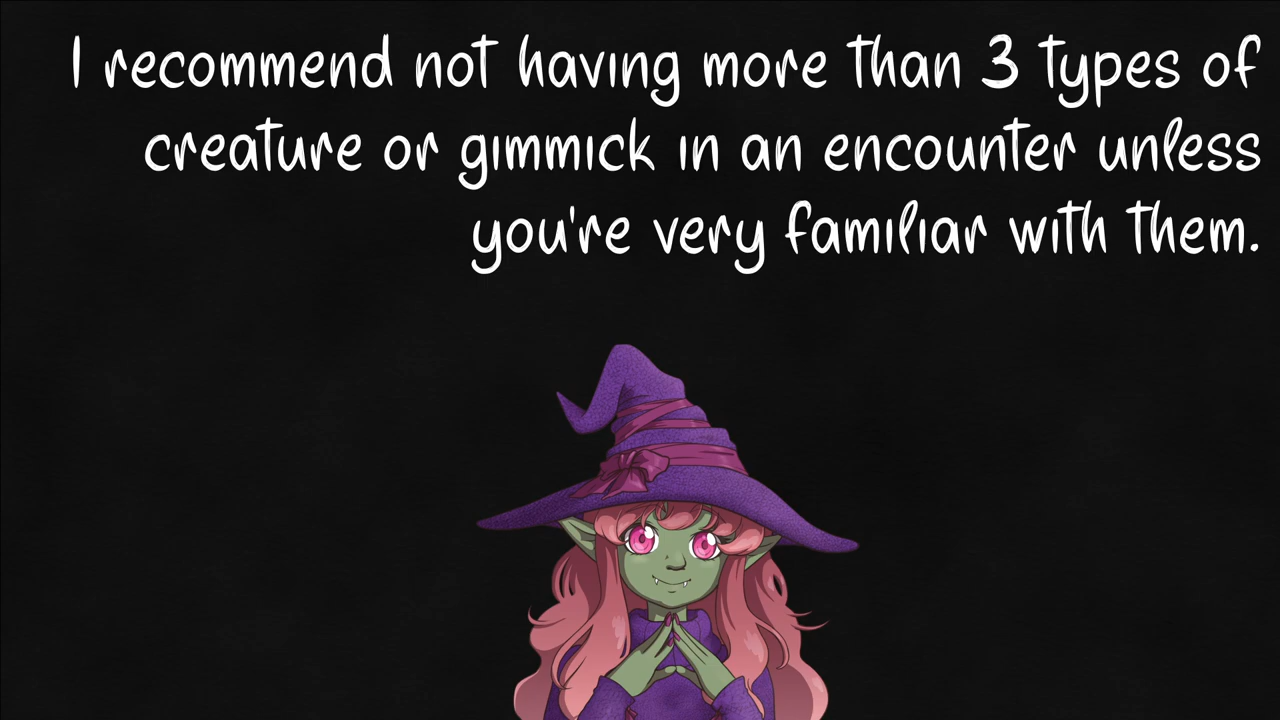 I recommend not having more than 3 types of
creature or gimmick in an encounter unless
you're very familiar with them.